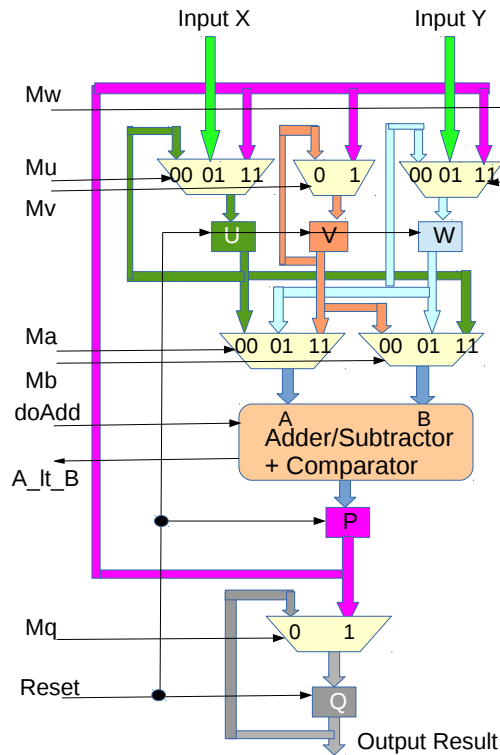 Input X Input Y
Mw
Mu
Mv
00 01 11
0 1
00 01 11
U
V
W
Ma
Mb
00 01 11
00 01 11
doAdd
A_lt_B
A B
Adder/Subtractor
+ Comparator
P
Mq
0 1
Reset
Q
Output Result